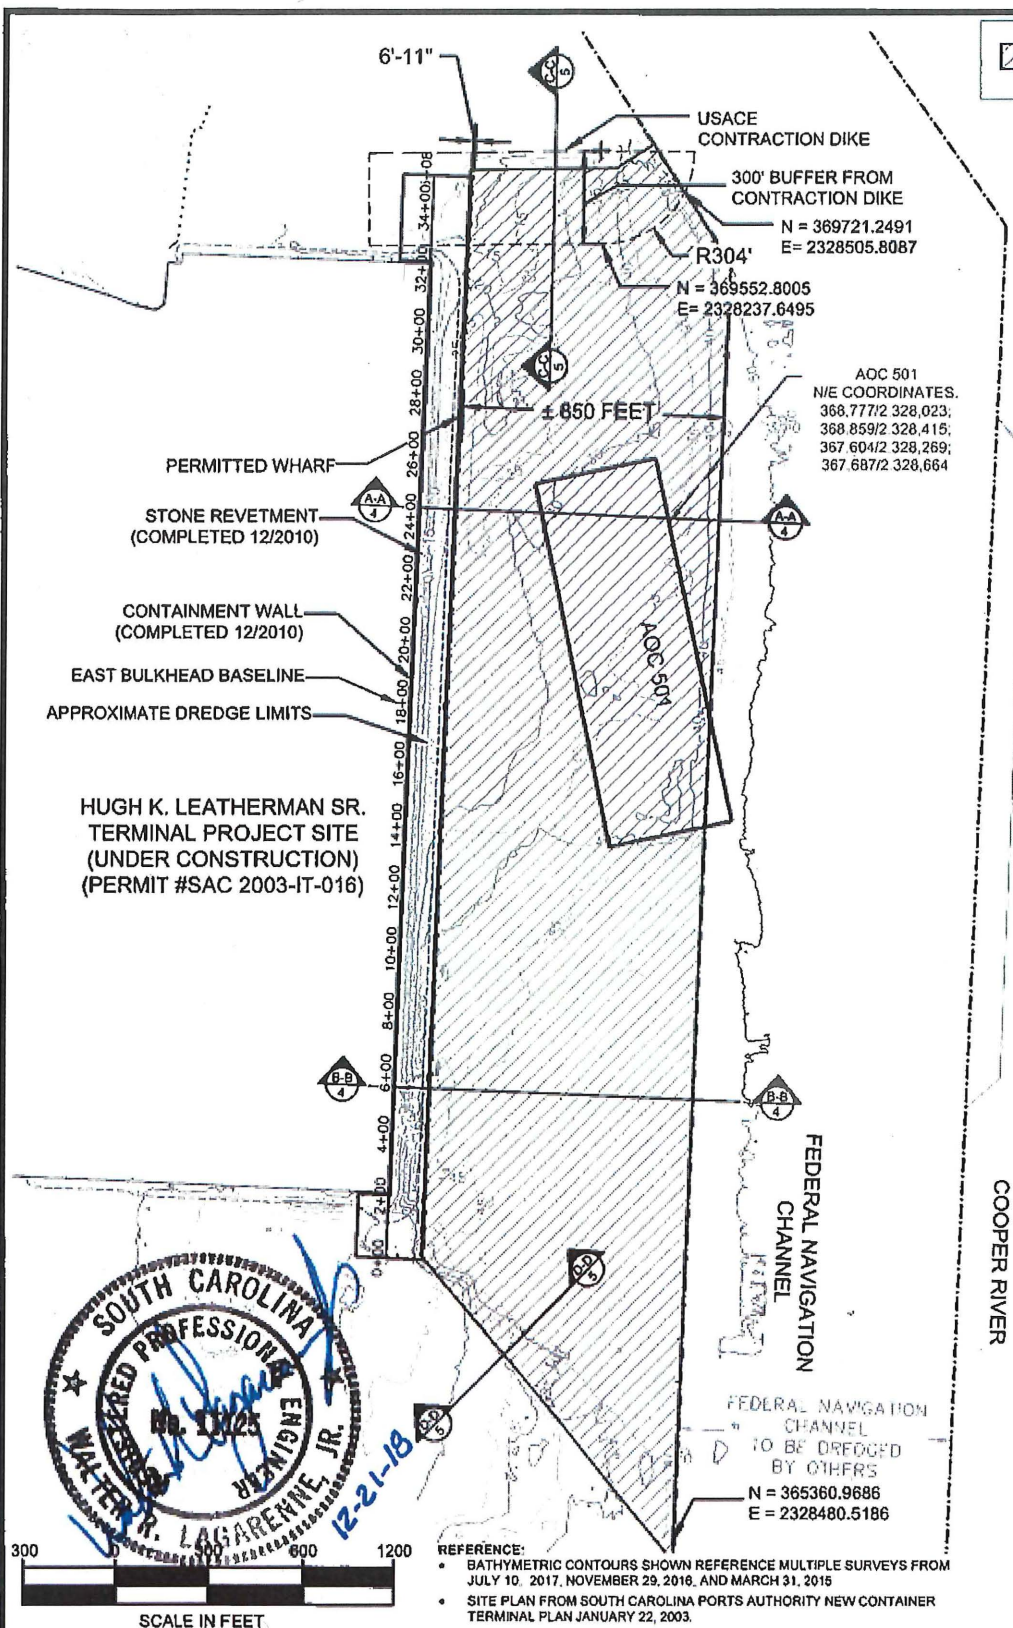 6'-11"
C-C
5
USACE
CONTRACTION DIKE
300' BUFFER FROM
CONTRACTION DIKE
N = 369721.2491
E= 2328505.8087
R304'
N = 369552.8005
E= 2328237.6495
C-C
5
AOC 501
N/E COORDINATES.
368,777/2 328,023;
368,859/2 328,415;
367,604/2 328,269;
367,687/2 328,664
± 850 FEET
PERMITTED WHARF
A-A
4
A-A
4
STONE REVETMENT
(COMPLETED 12/2010)
CONTAINMENT WALL
(COMPLETED 12/2010)
AOC 501
EAST BULKHEAD BASELINE
APPROXIMATE DREDGE LIMITS
34+00
32+00
30+00
28+00
26+00
24+00
22+00
20+00
18+00
16+00
14+00
12+00
10+00
8+00
6+00
4+00
2+00
0+00
HUGH K. LEATHERMAN SR.
TERMINAL PROJECT SITE
(UNDER CONSTRUCTION)
(PERMIT #SAC 2003-IT-016)
B-B
4
B-B
4
FEDERAL NAVIGATION
CHANNEL
COOPER RIVER
D-D
5
D-D
5
SOUTH CAROLINA
PROFESSIONAL ENGINEER
WALTER R. LAGARENNE, JR.
12-21-18
FEDERAL NAVIGATION
CHANNEL
TO BE DREDGED
BY OTHERS
N = 365360.9686
E = 2328480.5186
300 0 300 600 1200
SCALE IN FEET
REFERENCE:
• BATHYMETRIC CONTOURS SHOWN REFERENCE MULTIPLE SURVEYS FROM
JULY 10, 2017, NOVEMBER 29, 2016, AND MARCH 31, 2015
• SITE PLAN FROM SOUTH CAROLINA PORTS AUTHORITY NEW CONTAINER
TERMINAL PLAN JANUARY 22, 2003.